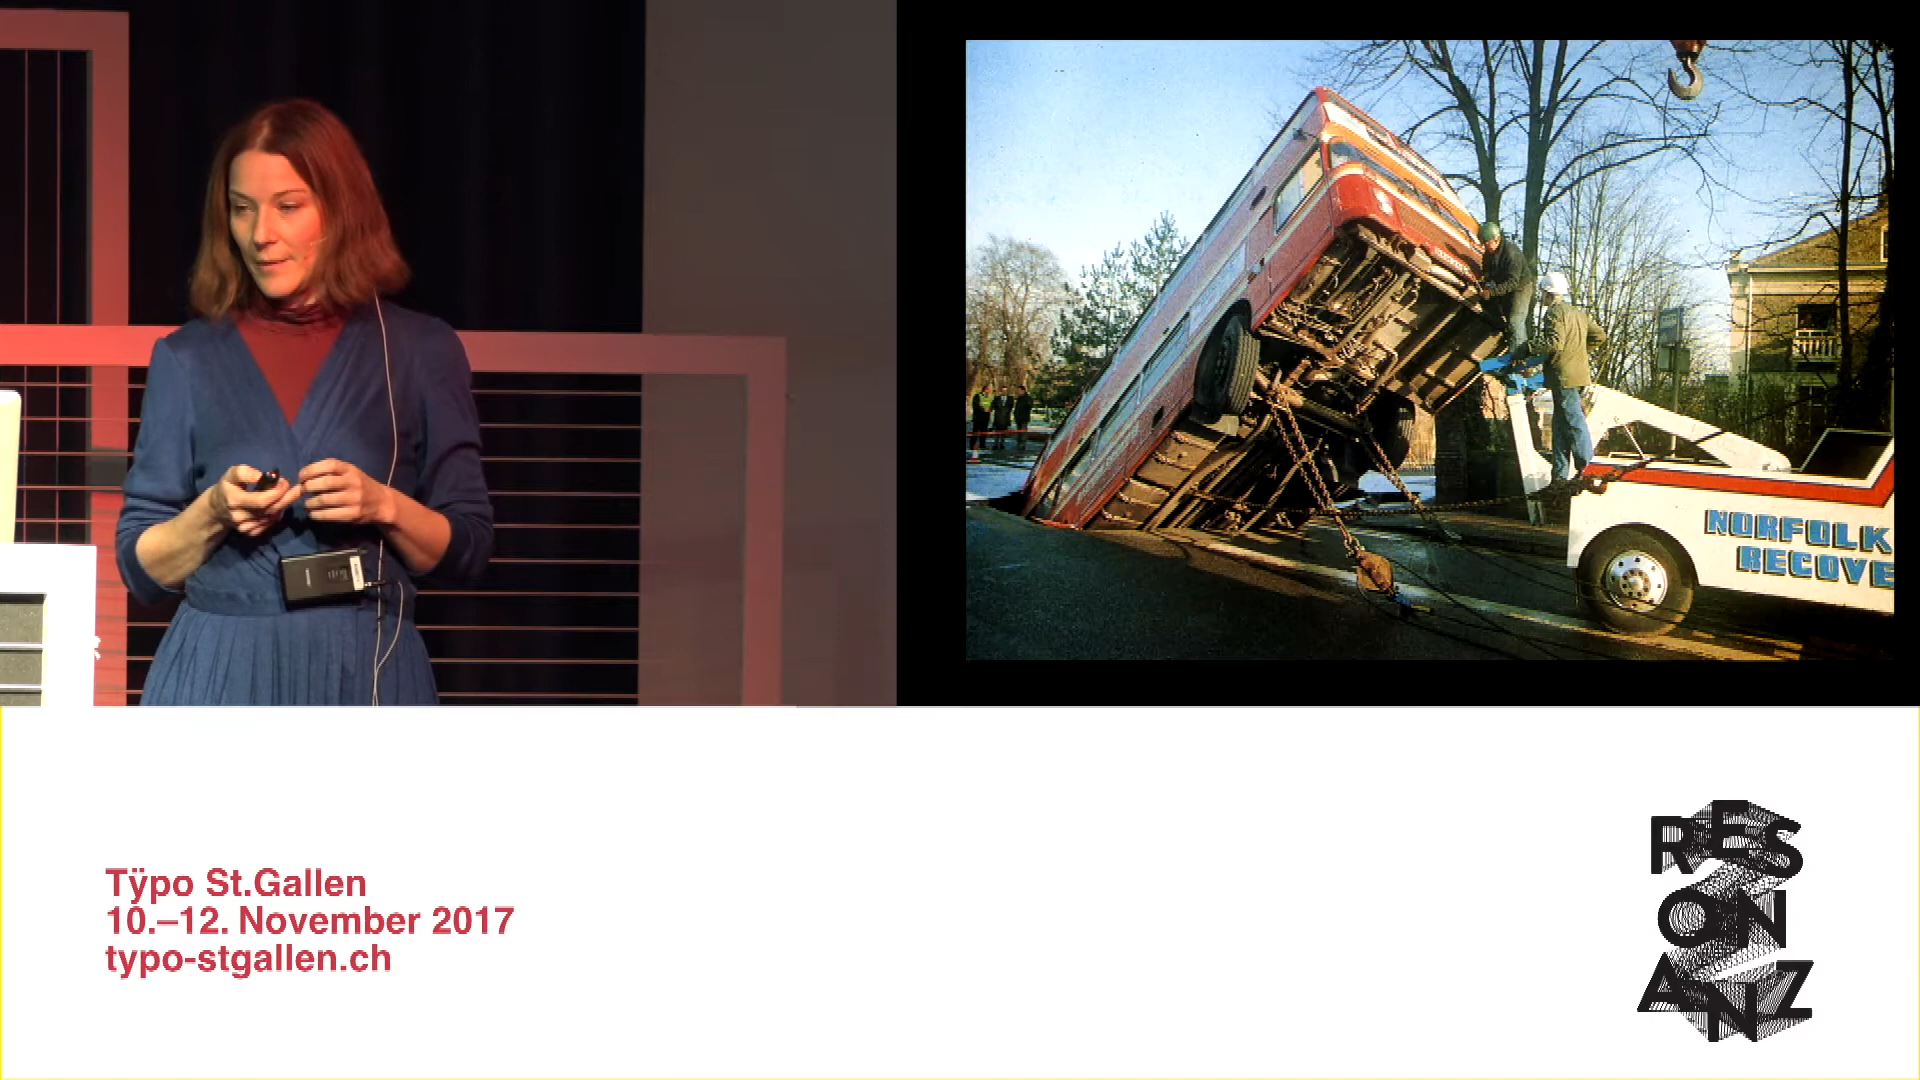 NORFOLK
RECOVE
Tÿpo St.Gallen
10.–12. November 2017
typo-stgallen.ch
RES
ON
ANZ